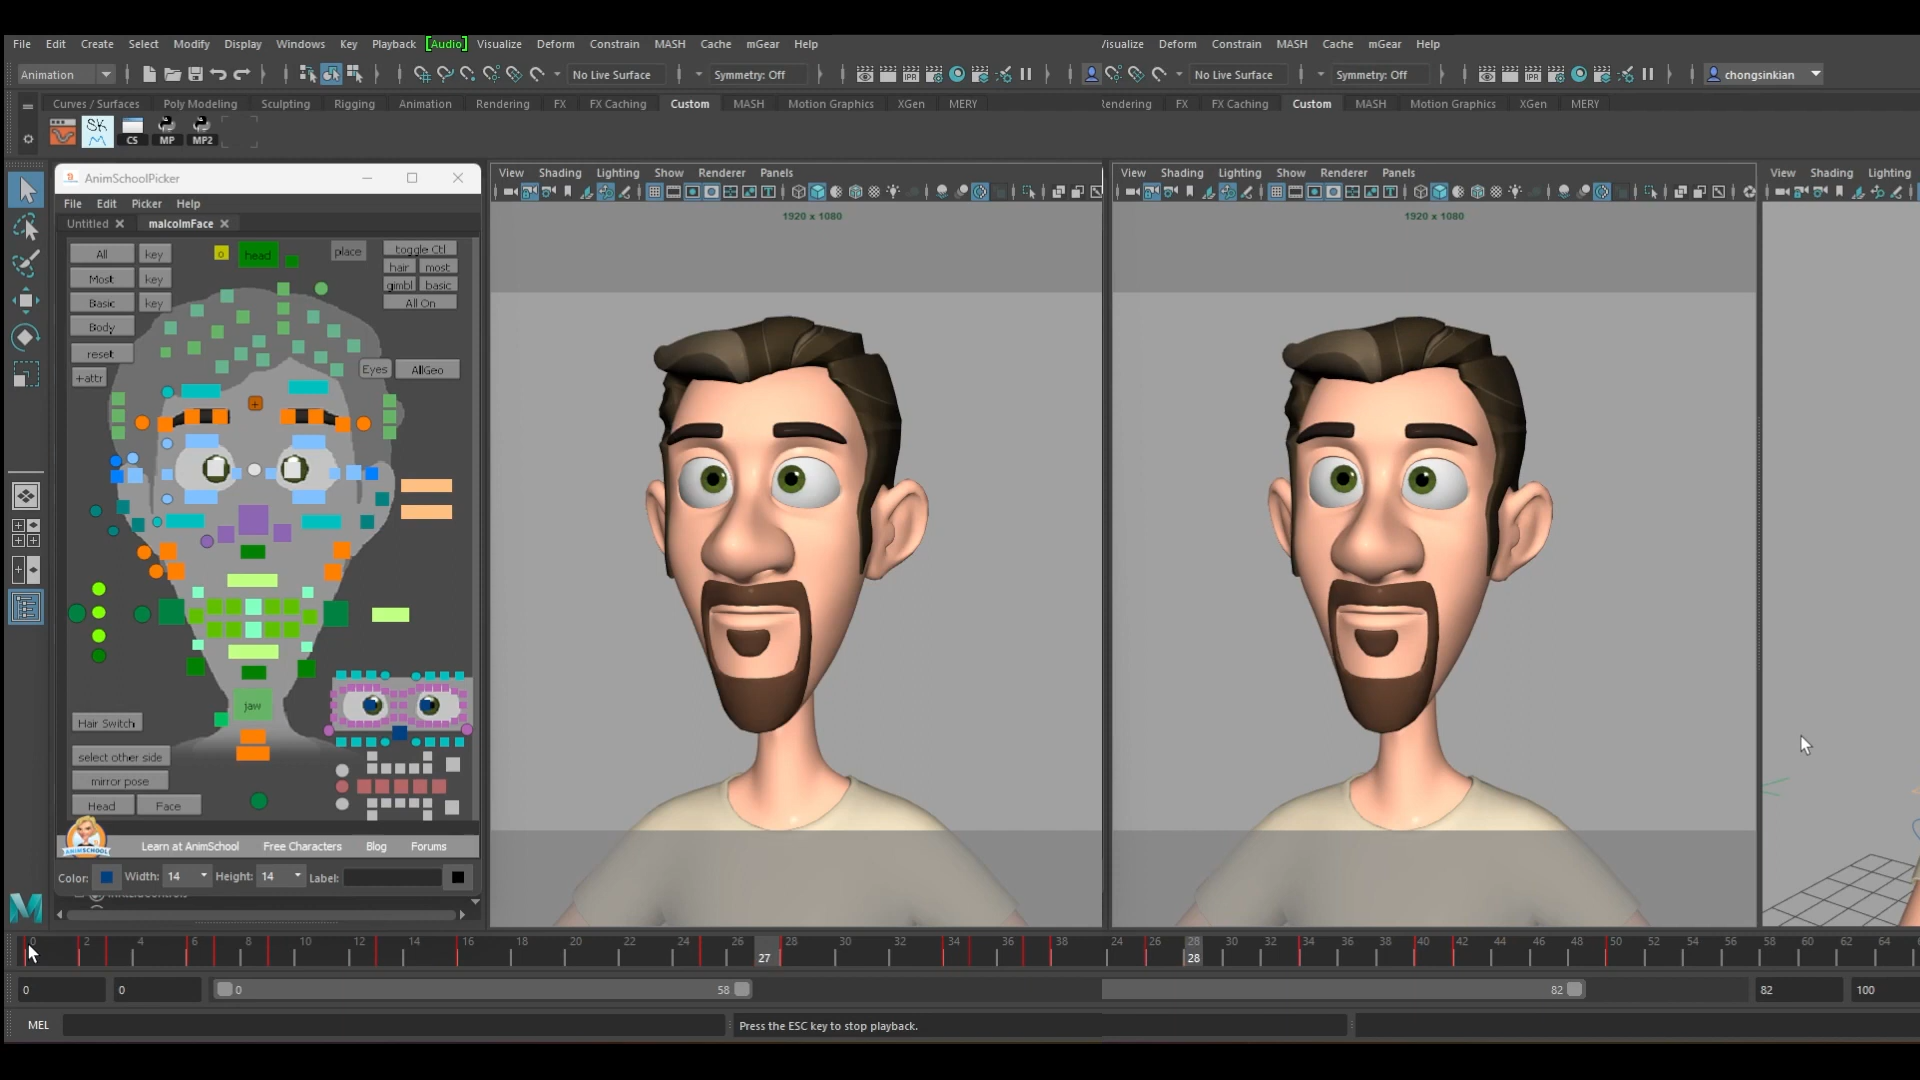 File Edit Create Select Modify Display Windows Key Playback [Audio] Visualize Deform Constrain MASH Cache mGear Help
/isualize Deform Constrain MASH Cache mGear Help
Animation No Live Surface Symmetry: Off IPR
No Live Surface Symmetry: Off IPR chongsinkian
Curves / Surfaces Poly Modeling Sculpting Rigging Animation Rendering FX FX Caching Custom MASH Motion Graphics XGen MERY
tendering FX FX Caching Custom MASH Motion Graphics XGen MERY
SK CS MP MP2
AnimSchoolPicker
File Edit Picker Help
Untitled malcolmFace
All key o head place toggle Ctl
hair most
Most key
gimbl basic
Basic key All On
Body
reset
+attr Eyes AllGeo
jaw
Hair Switch
select other side
mirror pose
Head Face
ANIMSCHOOL Learn at AnimSchool Free Characters Blog Forums
Color: Width: 14 Height: 14 Label:
View Shading Lighting Show Renderer Panels
1920 x 1080
View Shading Lighting Show Renderer Panels
1920 x 1080
View Shading Lighting
0 2 4 6 8 10 12 14 16 18 20 22 24 26 28 30 32 34 36 38
27
24 26 28 30 32 34 36 38 40 42 44 46 48 50 52 54 56 58 60 62 64
28
0 0 0 58
82 82 100
MEL Press the ESC key to stop playback.